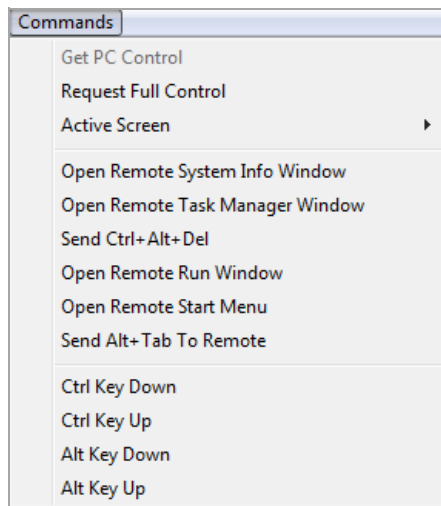 Commands
Get PC Control
Request Full Control
Active Screen
Open Remote System Info Window
Open Remote Task Manager Window
Send Ctrl+Alt+Del
Open Remote Run Window
Open Remote Start Menu
Send Alt+Tab To Remote
Ctrl Key Down
Ctrl Key Up
Alt Key Down
Alt Key Up